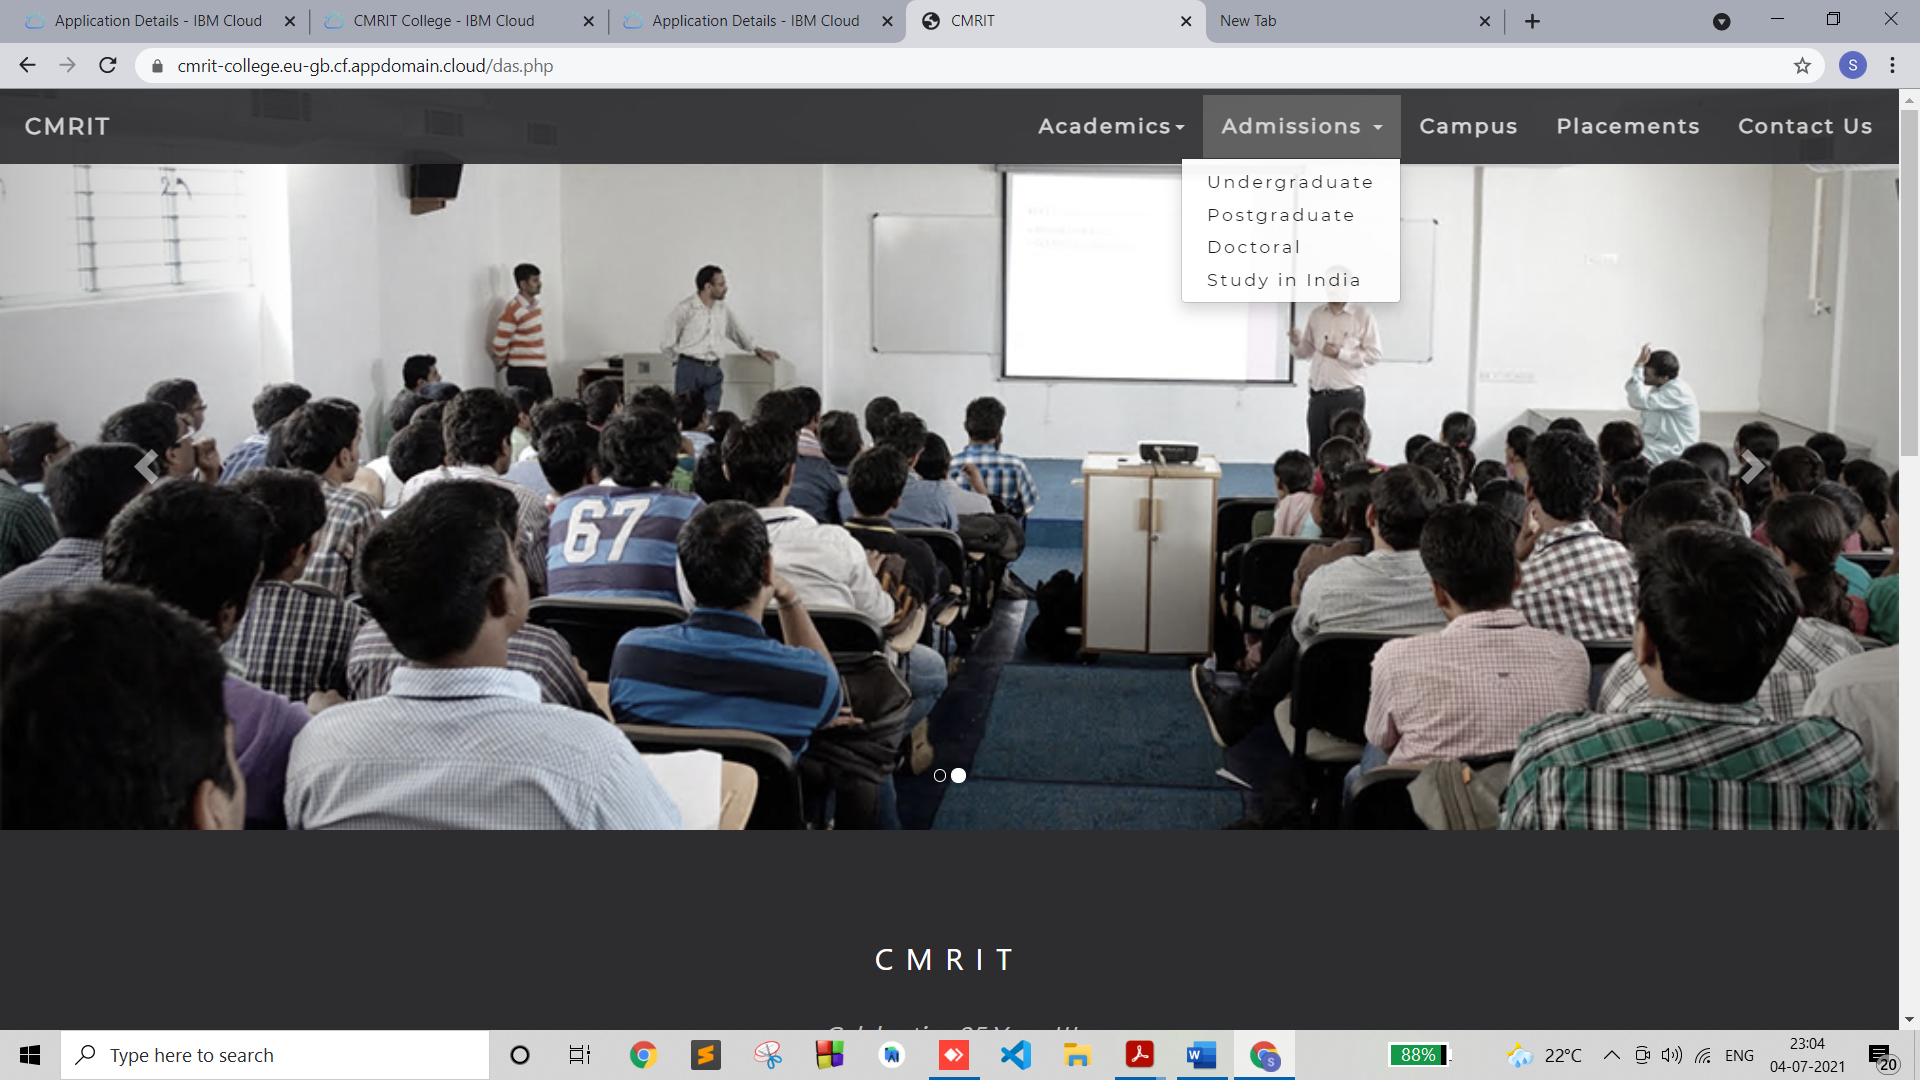 Application Details - IBM Cloud
CMRIT College - IBM Cloud
Application Details - IBM Cloud
CMRIT
New Tab
cmrit-college.eu-gb.cf.appdomain.cloud/das.php
S
CMRIT
Academics
Admissions
Campus
Placements
Contact Us
Undergraduate
Postgraduate
Doctoral
Study in India
67
CMRIT
Type here to search
88%
22°C
ENG
23:04
04-07-2021
20